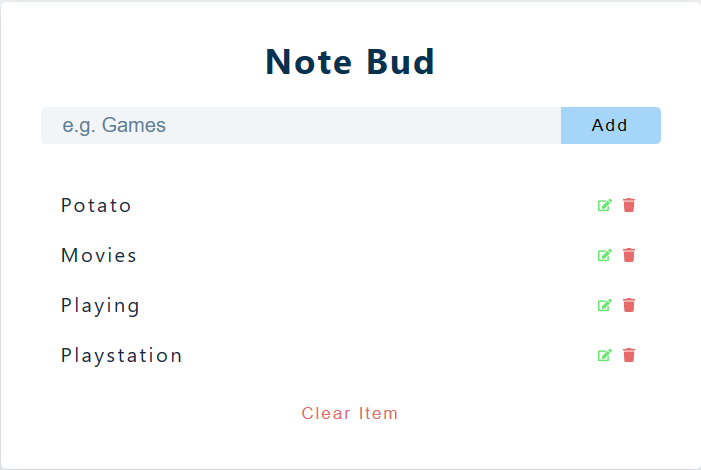 Note Bud
e.g. Games
Add
Potato
Movies
Playing
Playstation
Clear Item